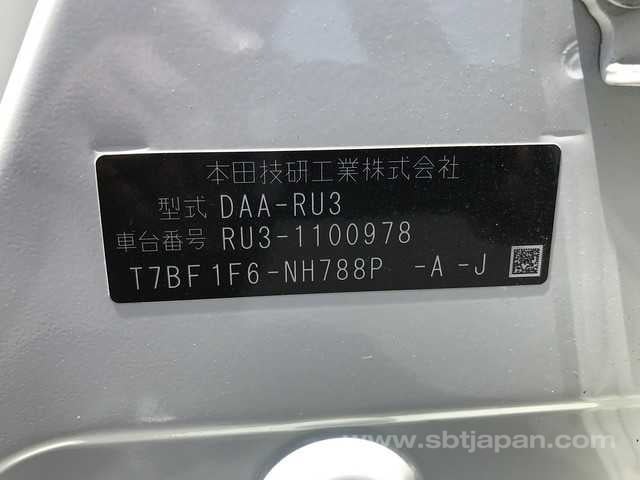 本田技研工業株式会社
型式 DAA-RU3
車台番号 RU3-1100978
T7BF1F6-NH788P -A -J
www.sbtjapan.com